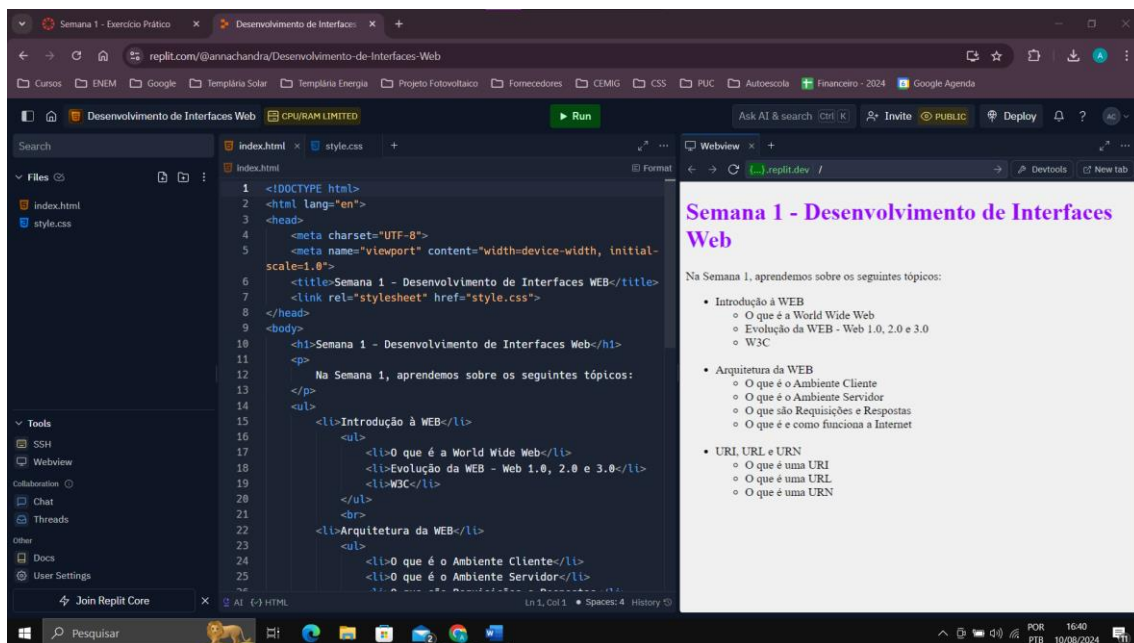 Semana 1 - Exercício Prático
Desenvolvimento de Interfaces
replit.com/@annachandra/Desenvolvimento-de-Interfaces-Web
Cursos ENEM Google Templária Solar Templária Energia Projeto Fotovoltaico Fornecedores CEMIG CSS PUC Autoescola Financeiro - 2024 Google Agenda
Desenvolvimento de Interfaces Web CPU/RAM LIMITED Run Ask AI & search Ctrl K Invite PUBLIC Deploy ? AC
Search
Files
index.html
style.css
Tools
SSH
Webview
Collaboration
Chat
Threads
Other
Docs
User Settings
Join Replit Core
index.html style.css
index.html Format
1 <!DOCTYPE html>
2 <html lang="en">
3 <head>
4 <meta charset="UTF-8">
5 <meta name="viewport" content="width=device-width, initial-
scale=1.0">
6 <title>Semana 1 - Desenvolvimento de Interfaces WEB</title>
7 <link rel="stylesheet" href="style.css">
8 </head>
9 <body>
10 <h1>Semana 1 - Desenvolvimento de Interfaces Web</h1>
11 <p>
12 Na Semana 1, aprendemos sobre os seguintes tópicos:
13 </p>
14 <ul>
15 <li>Introdução à WEB</li>
16 <ul>
17 <li>O que é a World Wide Web</li>
18 <li>Evolução da WEB - Web 1.0, 2.0 e 3.0</li>
19 <li>W3C</li>
20 </ul>
21 <br>
22 <li>Arquitetura da WEB</li>
23 <ul>
24 <li>O que é o Ambiente Cliente</li>
25 <li>O que é o Ambiente Servidor</li>
AI HTML Ln 1, Col 1 Spaces: 4 History
Webview
{...}.replit.dev / Devtools New tab
Semana 1 - Desenvolvimento de Interfaces
Web
Na Semana 1, aprendemos sobre os seguintes tópicos:
Introdução à WEB
O que é a World Wide Web
Evolução da WEB - Web 1.0, 2.0 e 3.0
W3C
Arquitetura da WEB
O que é o Ambiente Cliente
O que é o Ambiente Servidor
O que são Requisições e Respostas
O que é e como funciona a Internet
URI, URL e URN
O que é uma URI
O que é uma URL
O que é uma URN
Pesquisar
POR 16:40
PTB 10/08/2024